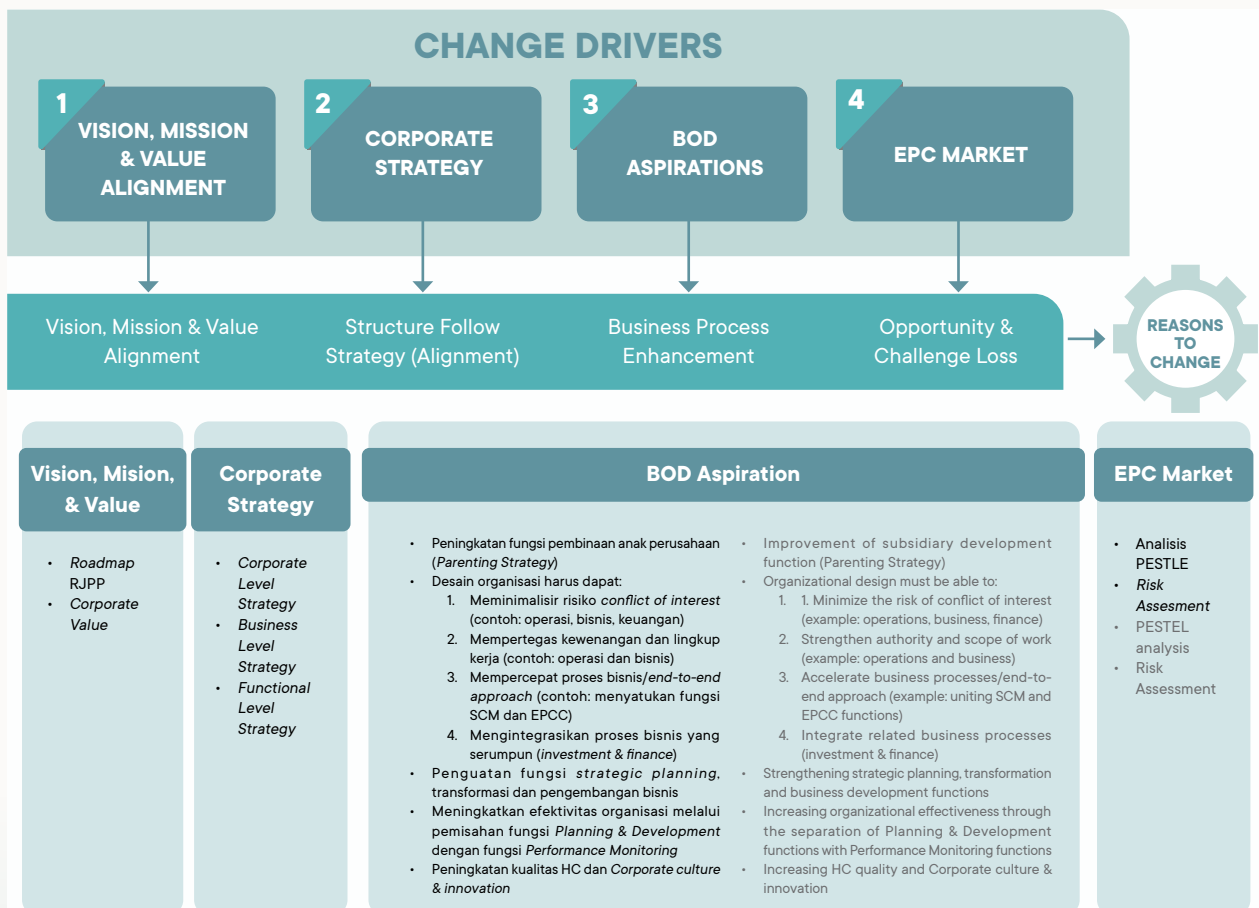 CHANGE DRIVERS
1
VISION, MISSION
& VALUE
ALIGNMENT
2
CORPORATE
STRATEGY
3
BOD
ASPIRATIONS
4
EPC MARKET
Vision, Mission & Value
Alignment
Structure Follow
Strategy (Alignment)
Business Process
Enhancement
Opportunity &
Challenge Loss
REASONS
TO
CHANGE
Vision, Mision,
& Value
• Roadmap
RJPP
• Corporate
Value
Corporate
Strategy
• Corporate
Level
Strategy
• Business
Level
Strategy
• Functional
Level
Strategy
BOD Aspiration
• Peningkatan fungsi pembinaan anak perusahaan
(Parenting Strategy)
• Desain organisasi harus dapat:
1. Meminimalisir risiko conflict of interest
(contoh: operasi, bisnis, keuangan)
2. Mempertegas kewenangan dan lingkup
kerja (contoh: operasi dan bisnis)
3. Mempercepat proses bisnis/end-to-end
approach (contoh: menyatukan fungsi
SCM dan EPCC)
4. Mengintegrasikan proses bisnis yang
serumpun (investment & finance)
• Penguatan fungsi strategic planning,
transformasi dan pengembangan bisnis
• Meningkatkan efektivitas organisasi melalui
pemisahan fungsi Planning & Development
dengan fungsi Performance Monitoring
• Peningkatan kualitas HC dan Corporate culture
& innovation
• Improvement of subsidiary development
function (Parenting Strategy)
• Organizational design must be able to:
1. 1. Minimize the risk of conflict of interest
(example: operations, business, finance)
2. Strengthen authority and scope of work
(example: operations and business)
3. Accelerate business processes/end-to-
end approach (example: uniting SCM and
EPCC functions)
4. Integrate related business processes
(investment & finance)
• Strengthening strategic planning, transformation
and business development functions
• Increasing organizational effectiveness through
the separation of Planning & Development
functions with Performance Monitoring functions
• Increasing HC quality and Corporate culture &
innovation
EPC Market
• Analisis
PESTLE
• Risk
Assesment
• PESTEL
analysis
• Risk
Assessment